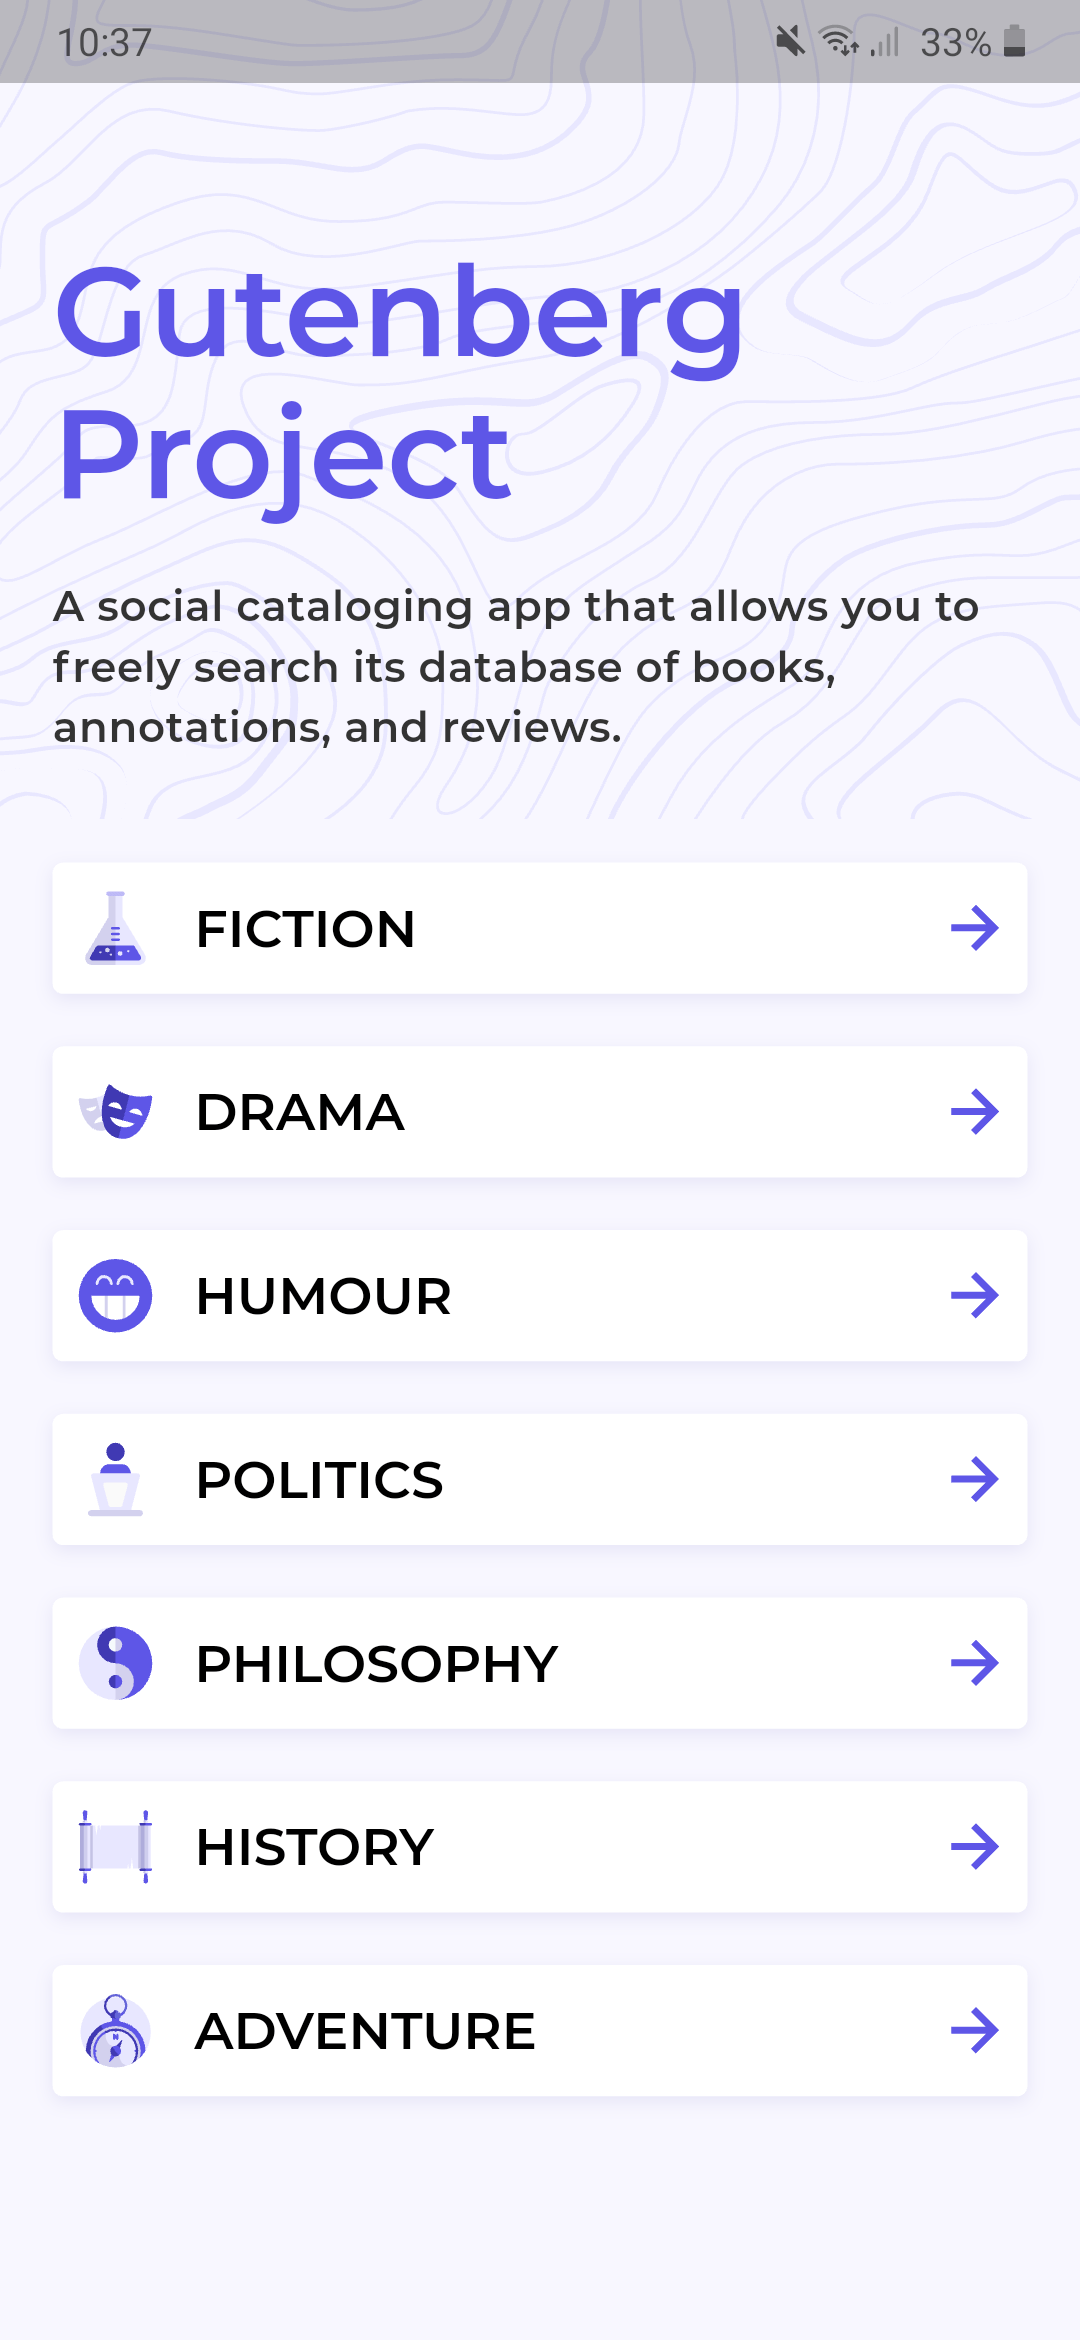 10:37
33%
Gutenberg
Project
A social cataloging app that allows you to
freely search its database of books,
annotations, and reviews.
FICTION
DRAMA
HUMOUR
POLITICS
PHILOSOPHY
HISTORY
ADVENTURE